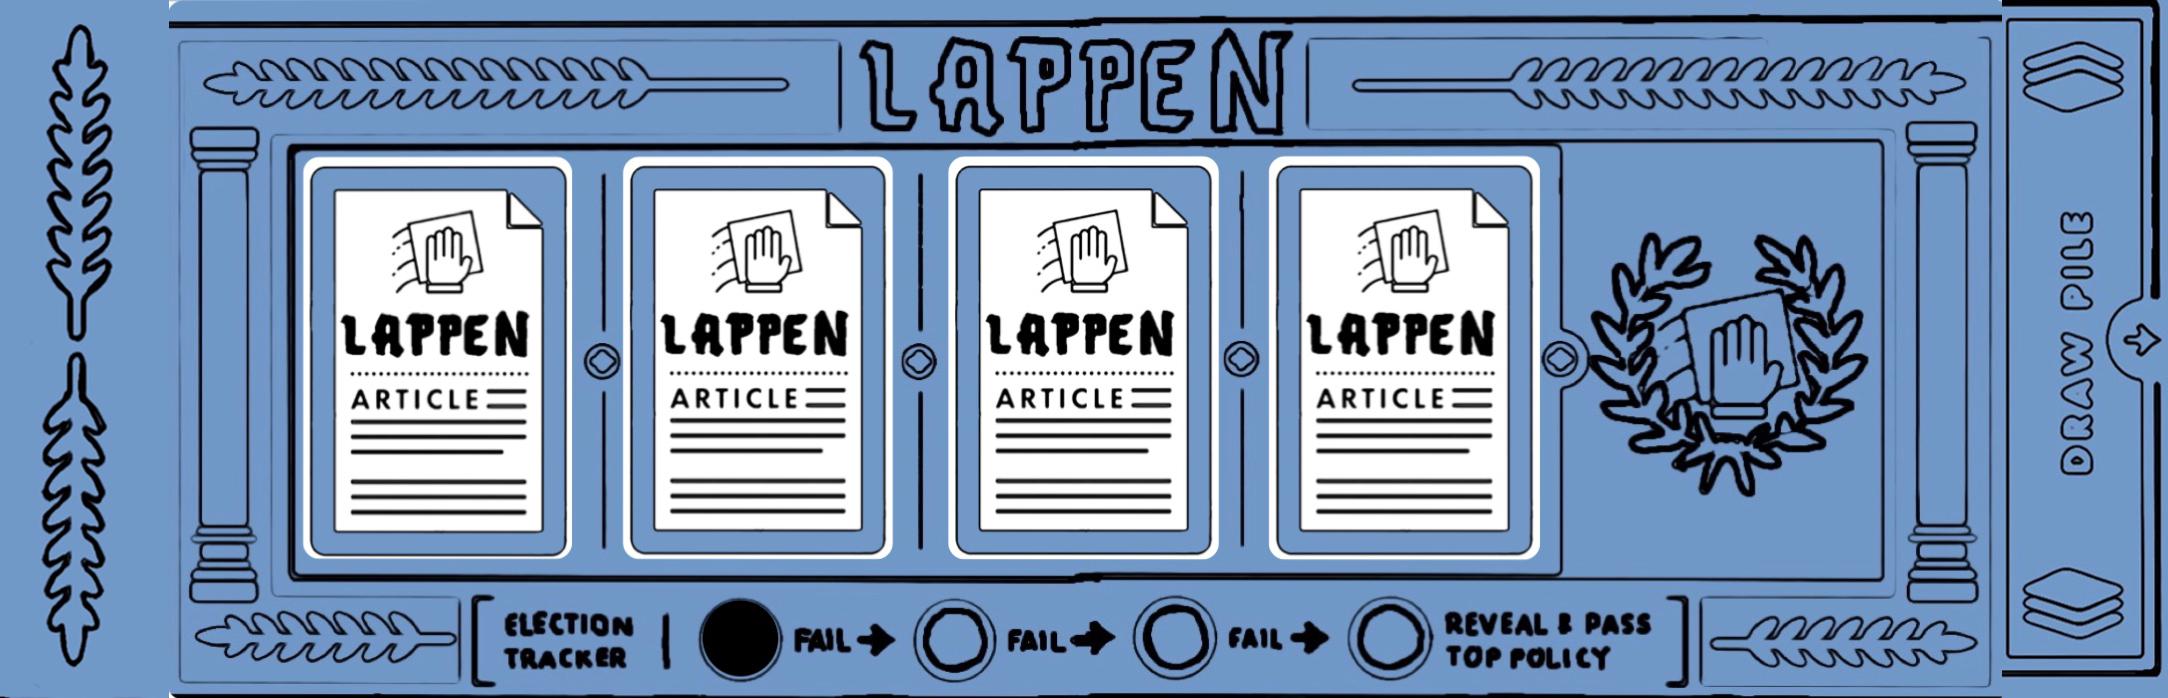 LAPPEN
LAPPEN
ARTICLE
LAPPEN
ARTICLE
LAPPEN
ARTICLE
LAPPEN
ARTICLE
DRAW PILE
ELECTION
TRACKER
FAIL
FAIL
FAIL
REVEAL & PASS
TOP POLICY